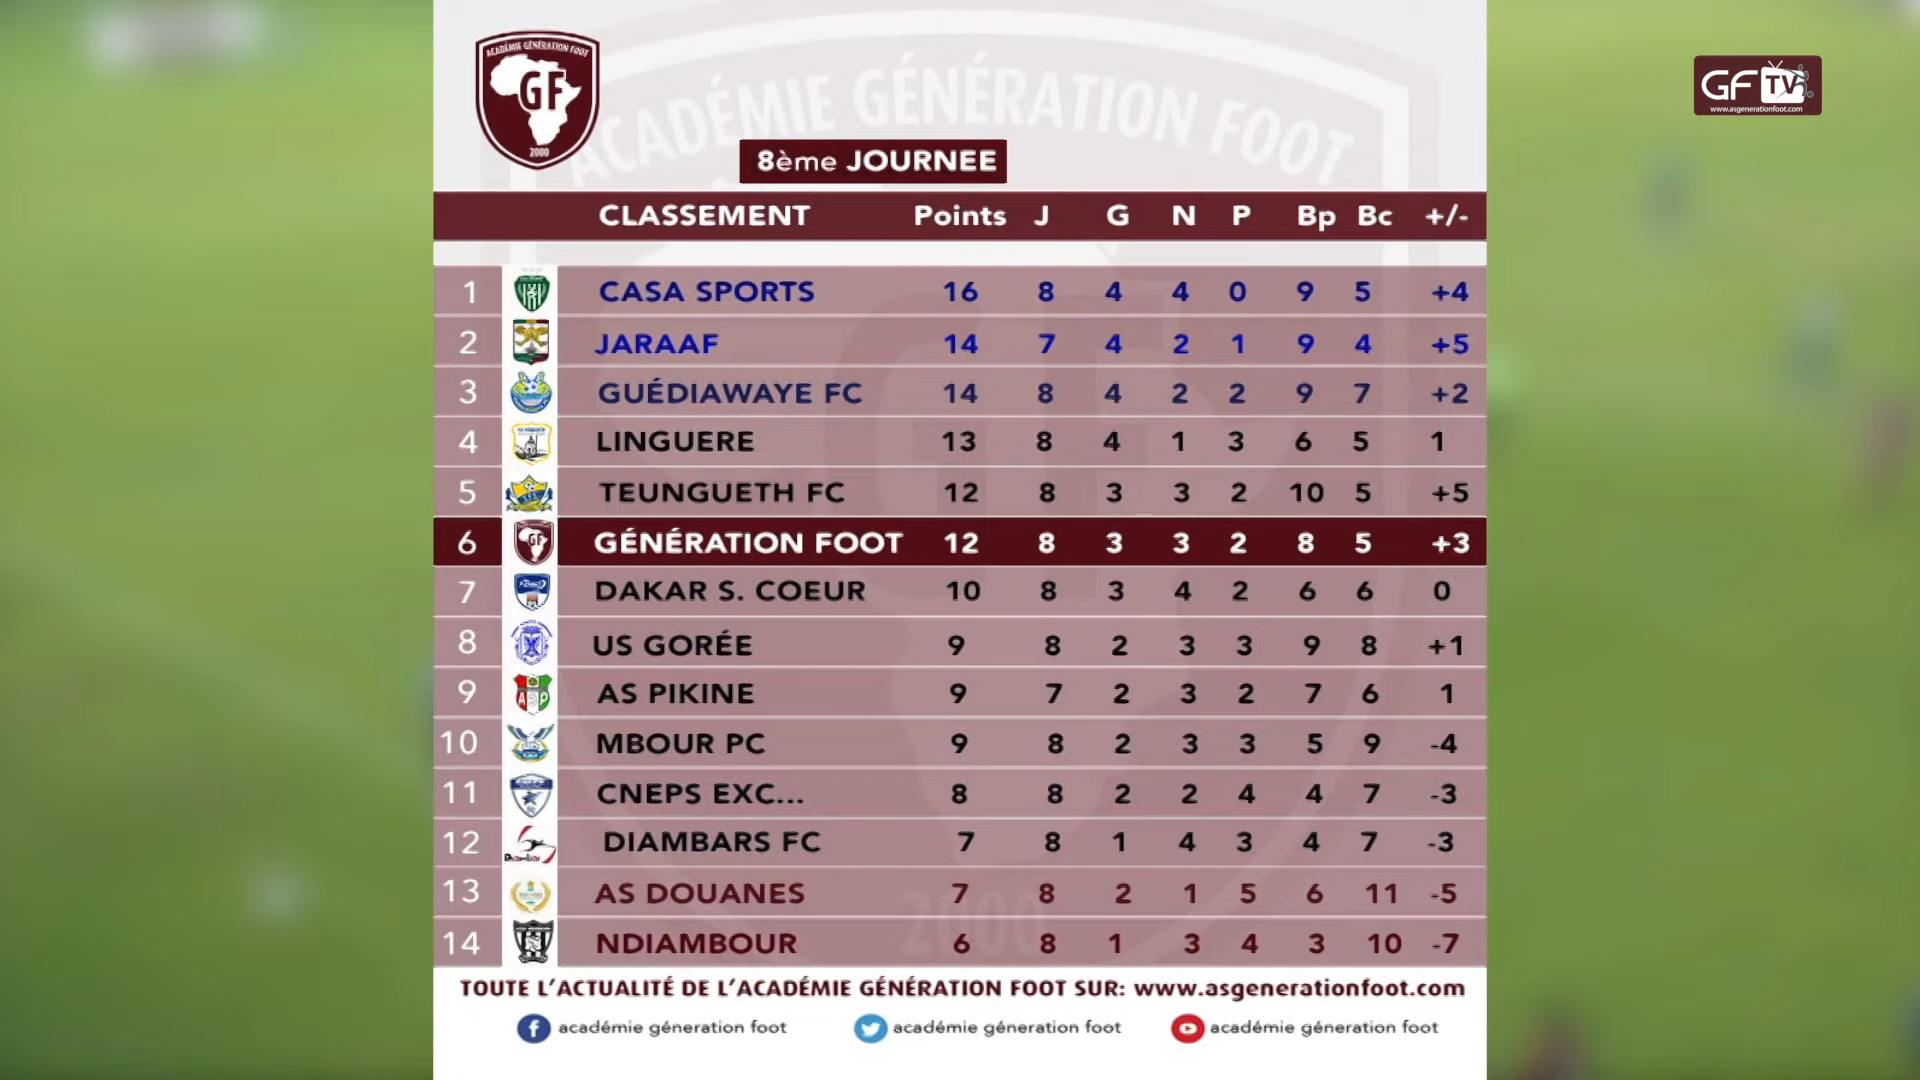 ACADÉMIE GÉNÉRATION FOOT
GF
2000
ACADÉMIE GÉNÉRATION FOOT
GFTV
www.asgenerationfoot.com
8ème JOURNEE
CLASSEMENT Points J G N P Bp Bc +/-
1 CASA SPORTS 16 8 4 4 0 9 5 +4
2 JARAAF 14 7 4 2 1 9 4 +5
3 GUÉDIAWAYE FC 14 8 4 2 2 9 7 +2
4 LINGUERE 13 8 4 1 3 6 5 1
5 TEUNGUETH FC 12 8 3 3 2 10 5 +5
6 GF GÉNÉRATION FOOT 12 8 3 3 2 8 5 +3
7 DAKAR S. COEUR 10 8 3 4 2 6 6 0
8 US GORÉE 9 8 2 3 3 9 8 +1
9 ASP AS PIKINE 9 7 2 3 2 7 6 1
10 MBOUR PC 9 8 2 3 3 5 9 -4
11 CNEPS EXC... 8 8 2 2 4 4 7 -3
12 DIAMBARS FC 7 8 1 4 3 4 7 -3
13 AS DOUANES 7 8 2 1 5 6 11 -5
14 NDIAMBOUR 6 8 1 3 4 3 10 -7
2000
TOUTE L'ACTUALITÉ DE L'ACADÉMIE GÉNÉRATION FOOT SUR: www.asgenerationfoot.com
académie géneration foot académie géneration foot académie géneration foot